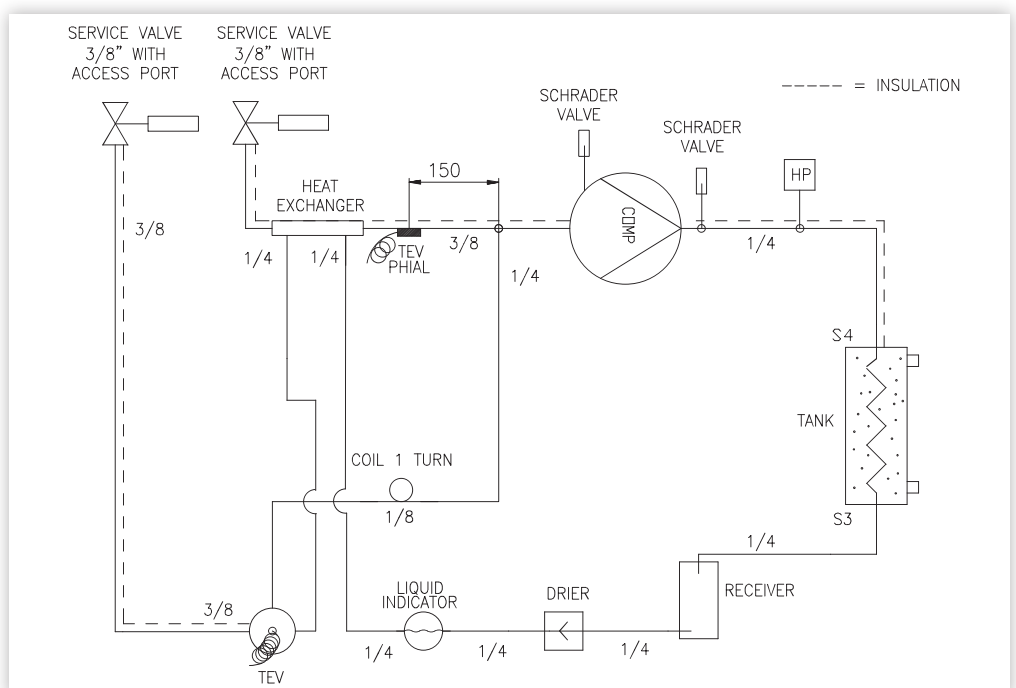 SERVICE VALVE
3/8” WITH
ACCESS PORT
SERVICE VALVE
3/8” WITH
ACCESS PORT
----- = INSULATION
SCHRADER
VALVE
SCHRADER
VALVE
HP
150
HEAT
EXCHANGER
COMP
3/8
1/4
1/4
TEV
PHIAL
3/8
1/4
1/4
S4
TANK
S3
COIL 1 TURN
1/8
1/4
RECEIVER
LIQUID
INDICATOR
DRIER
3/8
1/4
1/4
1/4
TEV